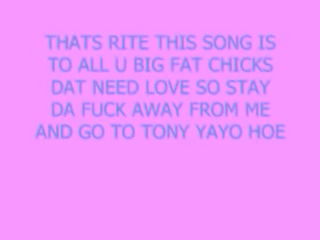 THATS RITE THIS SONG IS
TO ALL U BIG FAT CHICKS
DAT NEED LOVE SO STAY
DA FUCK AWAY FROM ME
AND GO TO TONY YAYO HOE